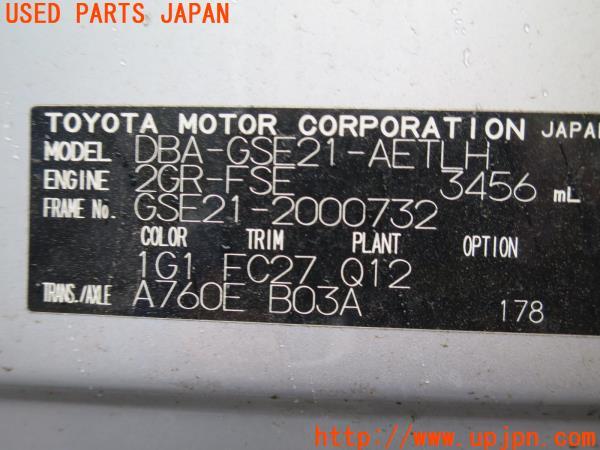 USED PARTS JAPAN
TOYOTA MOTOR CORPORATION JAPAN
MODEL DBA-GSE21-AETLH
ENGINE 2GR-FSE 3456 mL
FRAME No. GSE21-2000732
COLOR TRIM PLANT OPTION
1G1 FC27 Q12
TRANS./AXLE A760E B03A 178
UPJ
http://www.upjpn.com